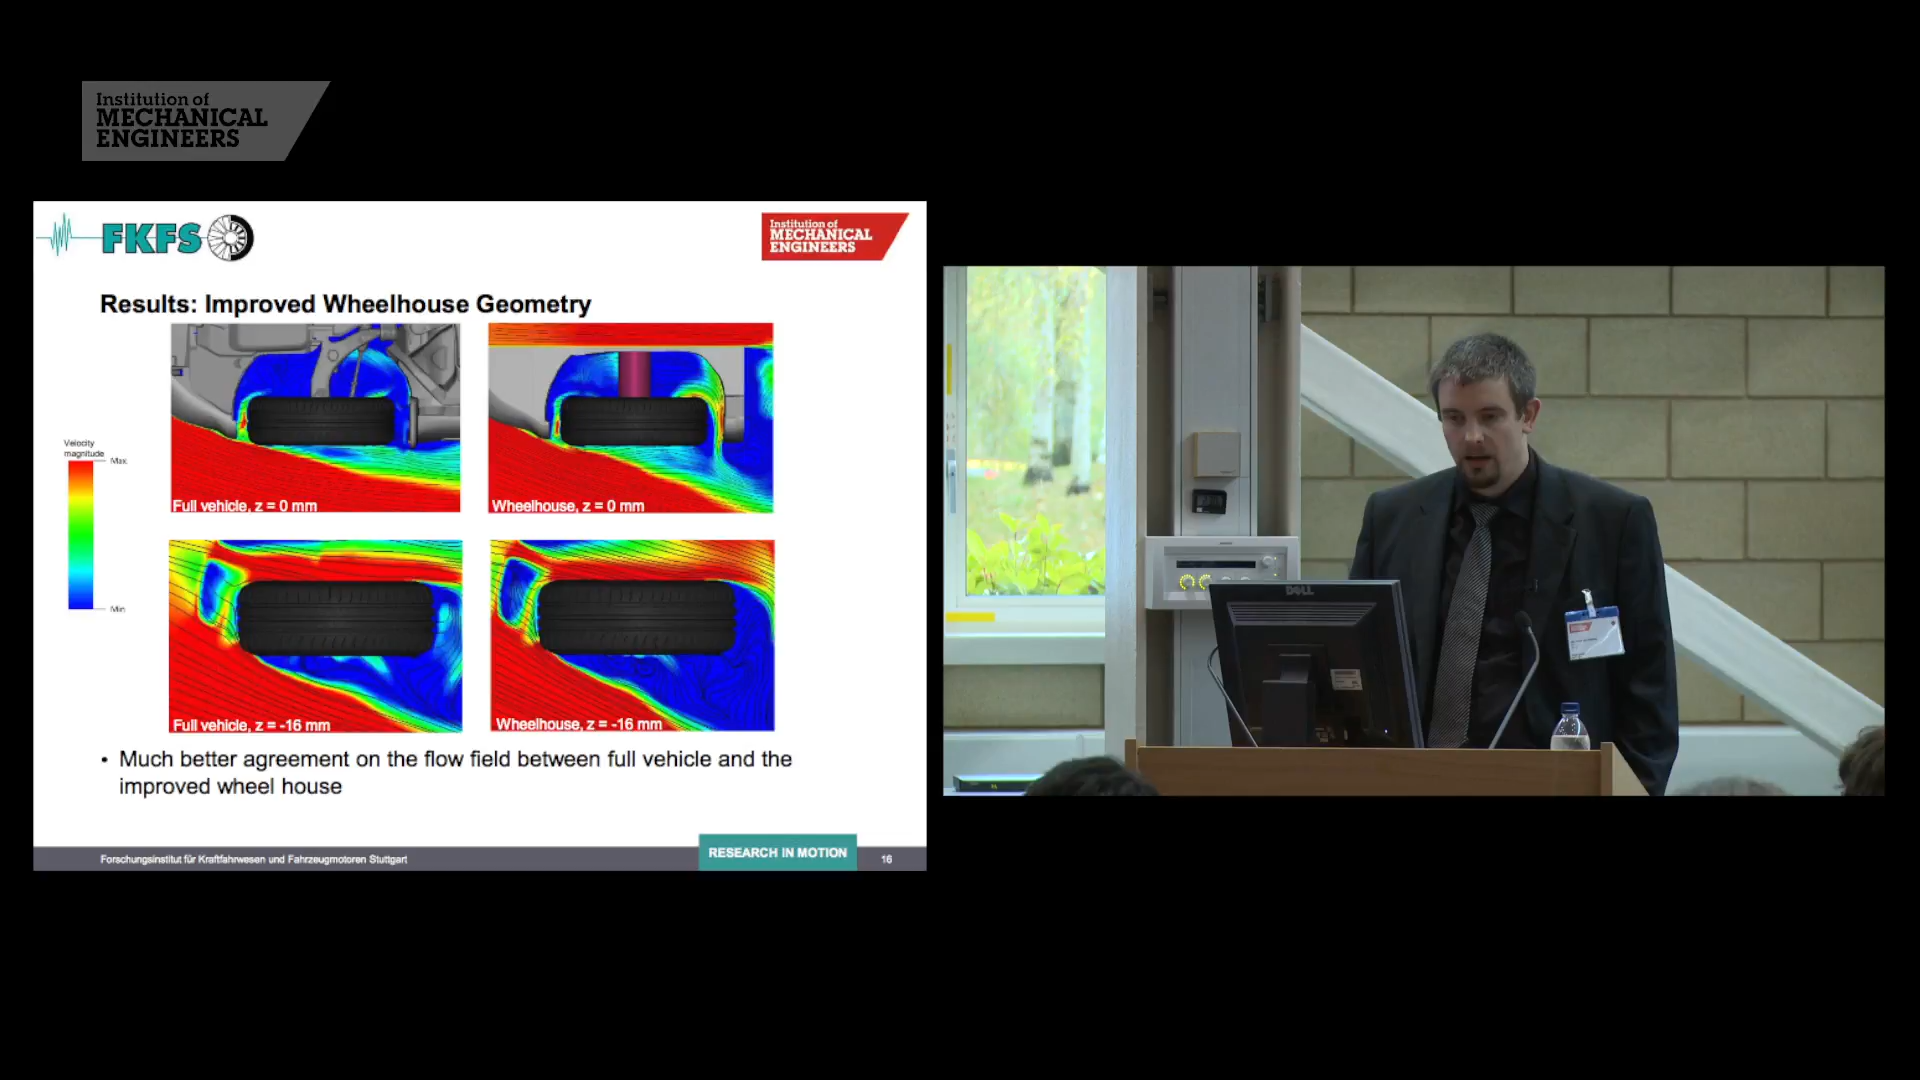 Institution of
MECHANICAL
ENGINEERS
FKFS
Institution of
MECHANICAL
ENGINEERS
Results: Improved Wheelhouse Geometry
Velocity
magnitude
Max.
Min
Full vehicle, z = 0 mm
Wheelhouse, z = 0 mm
Full vehicle, z = -16 mm
Wheelhouse, z = -16 mm
• Much better agreement on the flow field between full vehicle and the
improved wheel house
Forschungsinstitut für Kraftfahrwesen und Fahrzeugmotoren Stuttgart
RESEARCH IN MOTION
16
DELL